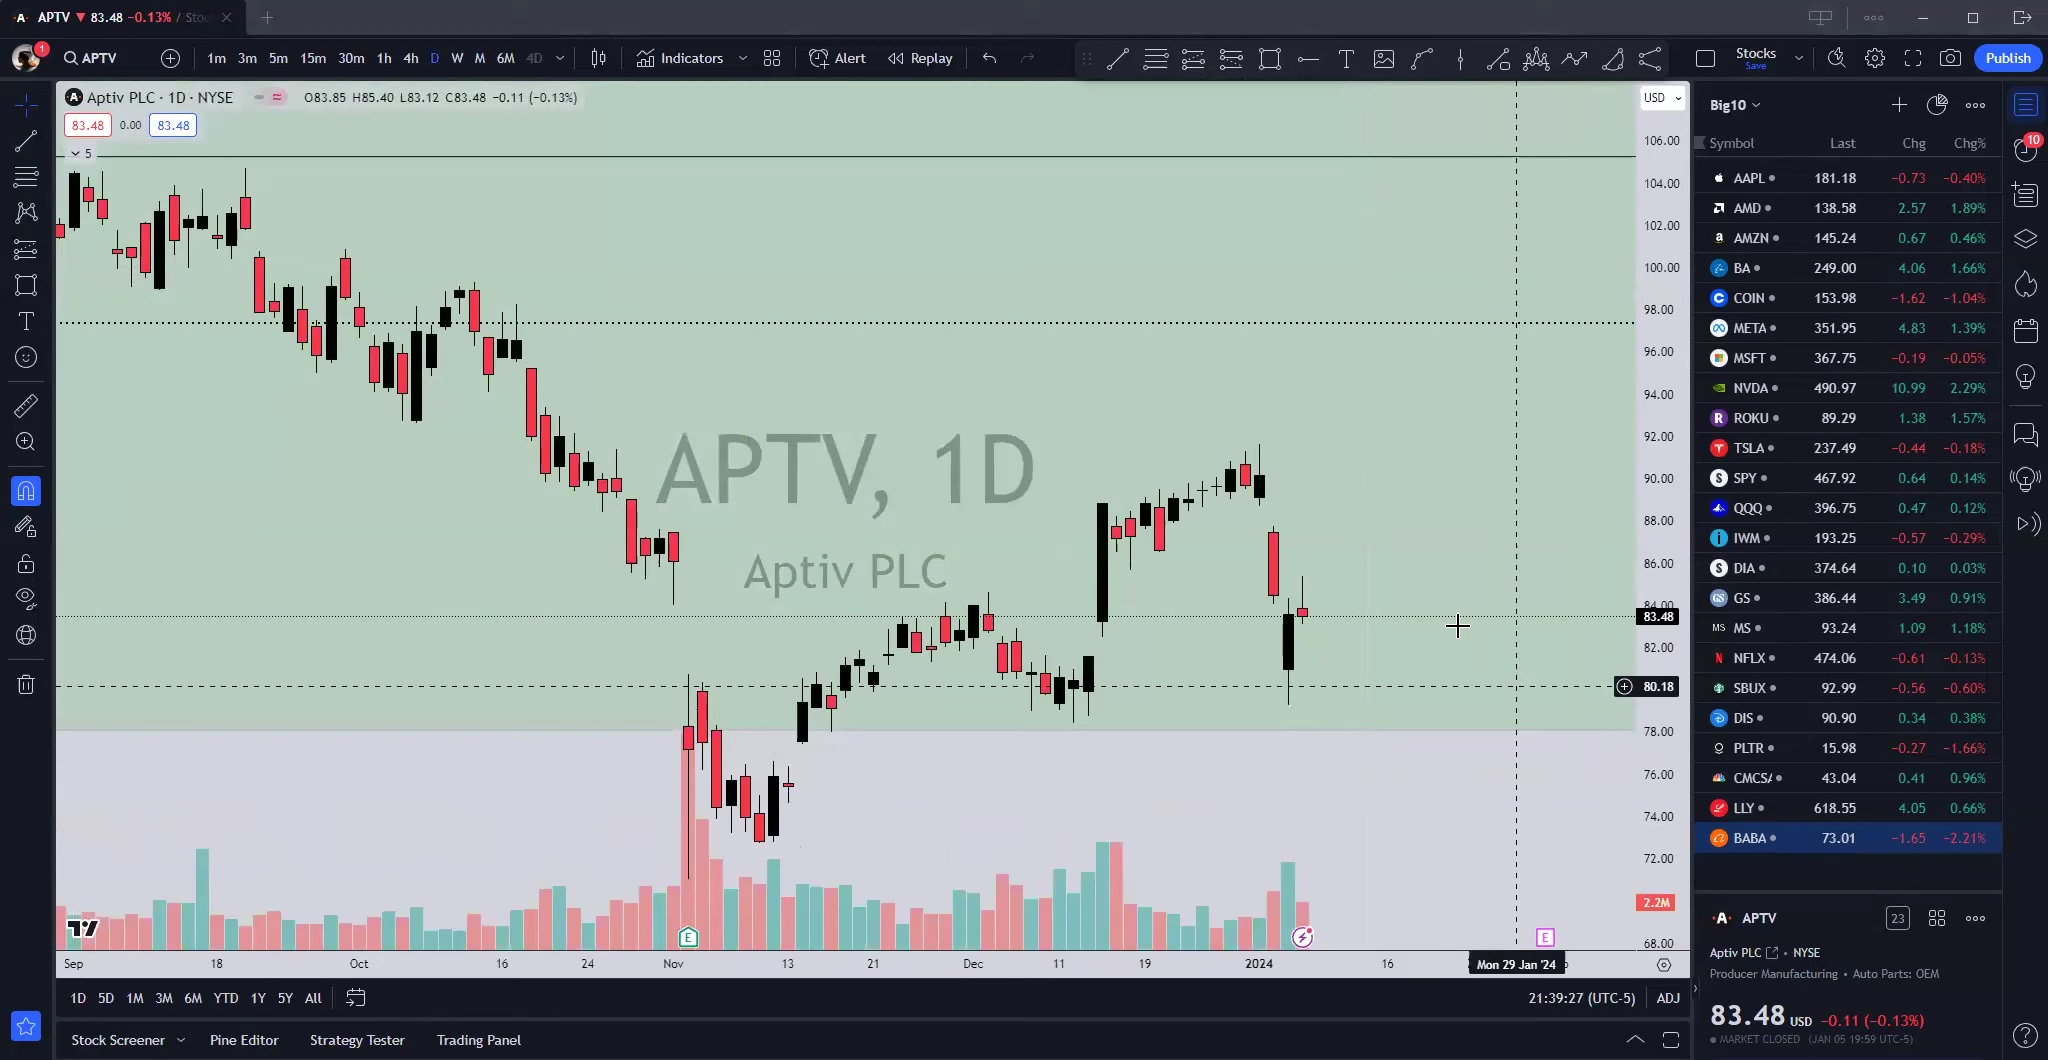 APTV 83.48 −0.13% / Stoc
1
APTV
1m 3m 5m 15m 30m 1h 4h D W M 6M 4D
Indicators
Alert
Replay
Stocks
Save
Publish
Aptiv PLC · 1D · NYSE
O83.85 H85.40 L83.12 C83.48 −0.11 (−0.13%)
83.48 0.00 83.48
5
USD
106.00
104.00
102.00
100.00
98.00
96.00
94.00
92.00
90.00
88.00
86.00
84.00
83.48
82.00
80.18
78.00
76.00
74.00
72.00
2.2M
68.00
APTV, 1D
Aptiv PLC
E
E
Sep 18 Oct 16 24 Nov 13 21 Dec 11 19 2024 16 Mon 29 Jan '24
1D 5D 1M 3M 6M YTD 1Y 5Y All
21:39:27 (UTC-5) ADJ
Stock Screener Pine Editor Strategy Tester Trading Panel
Big10
Symbol Last Chg Chg%
AAPL 181.18 −0.73 −0.40%
AMD 138.58 2.57 1.89%
AMZN 145.24 0.67 0.46%
BA 249.00 4.06 1.66%
COIN 153.98 −1.62 −1.04%
META 351.95 4.83 1.39%
MSFT 367.75 −0.19 −0.05%
NVDA 490.97 10.99 2.29%
ROKU 89.29 1.38 1.57%
TSLA 237.49 −0.44 −0.18%
SPY 467.92 0.64 0.14%
QQQ 396.75 0.47 0.12%
IWM 193.25 −0.57 −0.29%
DIA 374.64 0.10 0.03%
GS 386.44 3.49 0.91%
MS 93.24 1.09 1.18%
NFLX 474.06 −0.61 −0.13%
SBUX 92.99 −0.56 −0.60%
DIS 90.90 0.34 0.38%
PLTR 15.98 −0.27 −1.66%
CMCSA 43.04 0.41 0.96%
LLY 618.55 4.05 0.66%
BABA 73.01 −1.65 −2.21%
10
APTV
23
Aptiv PLC • NYSE
Producer Manufacturing • Auto Parts: OEM
83.48 USD −0.11 (−0.13%)
MARKET CLOSED (JAN 05 19:59 UTC-5)